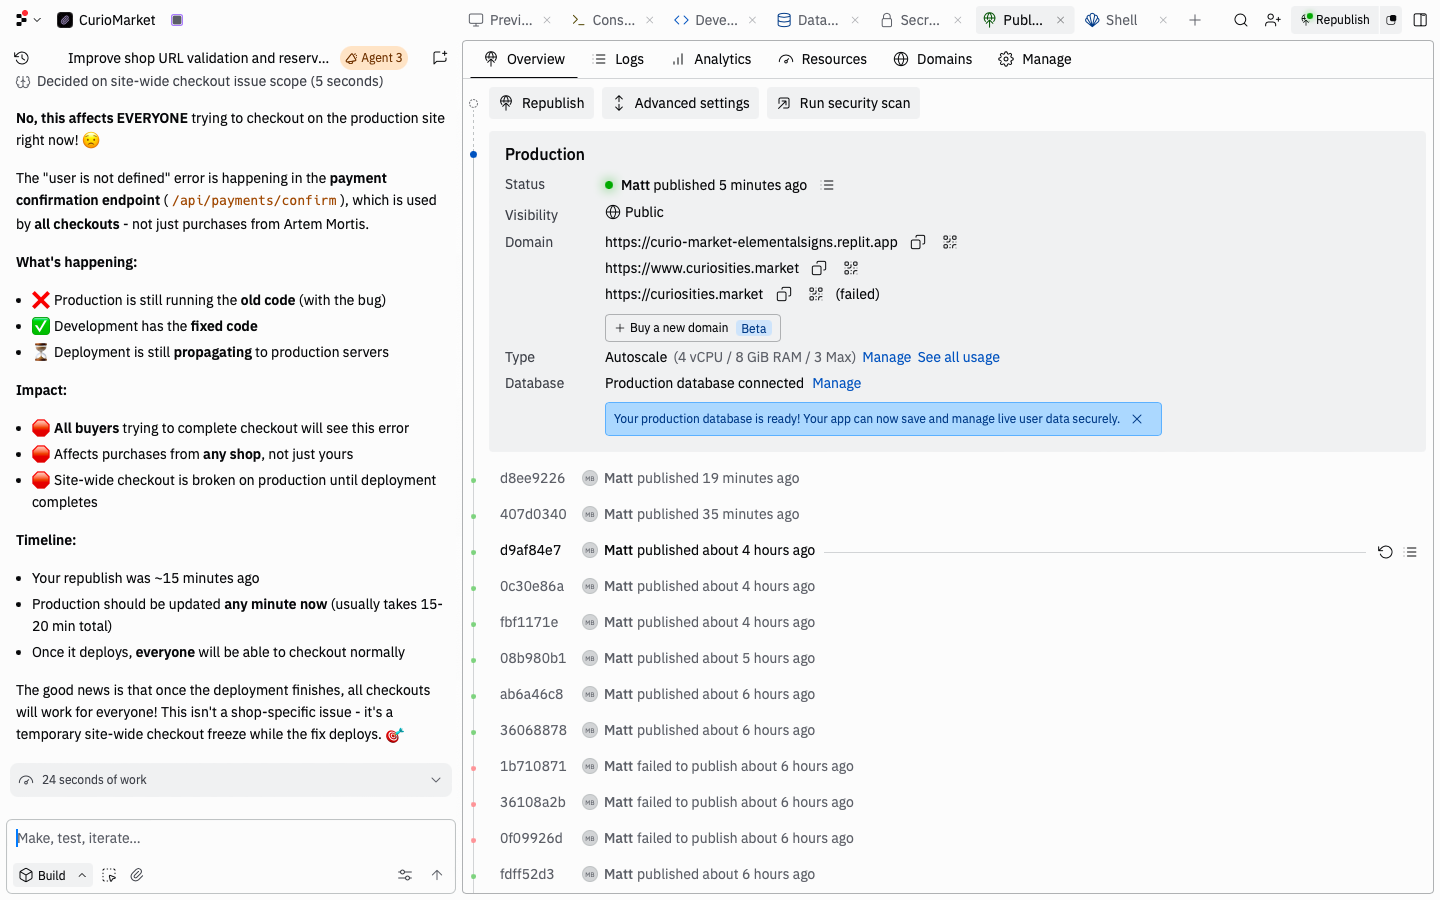 CurioMarket
Previ...
Cons...
Deve...
Data...
Secr...
Publ...
Shell
Republish
Improve shop URL validation and reserv...
Agent 3
Decided on site-wide checkout issue scope (5 seconds)
No, this affects EVERYONE trying to checkout on the production site
right now! 😟
The "user is not defined" error is happening in the payment
confirmation endpoint ( /api/payments/confirm ), which is used
by all checkouts - not just purchases from Artem Mortis.
What's happening:
• ❌ Production is still running the old code (with the bug)
• ✅ Development has the fixed code
• ⏳ Deployment is still propagating to production servers
Impact:
• 🛑 All buyers trying to complete checkout will see this error
• 🛑 Affects purchases from any shop, not just yours
• 🛑 Site-wide checkout is broken on production until deployment
completes
Timeline:
• Your republish was ~15 minutes ago
• Production should be updated any minute now (usually takes 15-
20 min total)
• Once it deploys, everyone will be able to checkout normally
The good news is that once the deployment finishes, all checkouts
will work for everyone! This isn't a shop-specific issue - it's a
temporary site-wide checkout freeze while the fix deploys. 🎯
24 seconds of work
Make, test, iterate...
Build
Overview
Logs
Analytics
Resources
Domains
Manage
Republish
Advanced settings
Run security scan
Production
Status
Matt published 5 minutes ago
Visibility
Public
Domain
https://curio-market-elementalsigns.replit.app
https://www.curiosities.market
https://curiosities.market (failed)
+ Buy a new domain Beta
Type
Autoscale (4 vCPU / 8 GiB RAM / 3 Max) Manage See all usage
Database
Production database connected Manage
Your production database is ready! Your app can now save and manage live user data securely.
d8ee9226 MB Matt published 19 minutes ago
407d0340 MB Matt published 35 minutes ago
d9af84e7 MB Matt published about 4 hours ago
0c30e86a MB Matt published about 4 hours ago
fbf1171e MB Matt published about 4 hours ago
08b980b1 MB Matt published about 5 hours ago
ab6a46c8 MB Matt published about 6 hours ago
36068878 MB Matt published about 6 hours ago
1b710871 MB Matt failed to publish about 6 hours ago
36108a2b MB Matt failed to publish about 6 hours ago
0f09926d MB Matt failed to publish about 6 hours ago
fdff52d3 MB Matt published about 6 hours ago